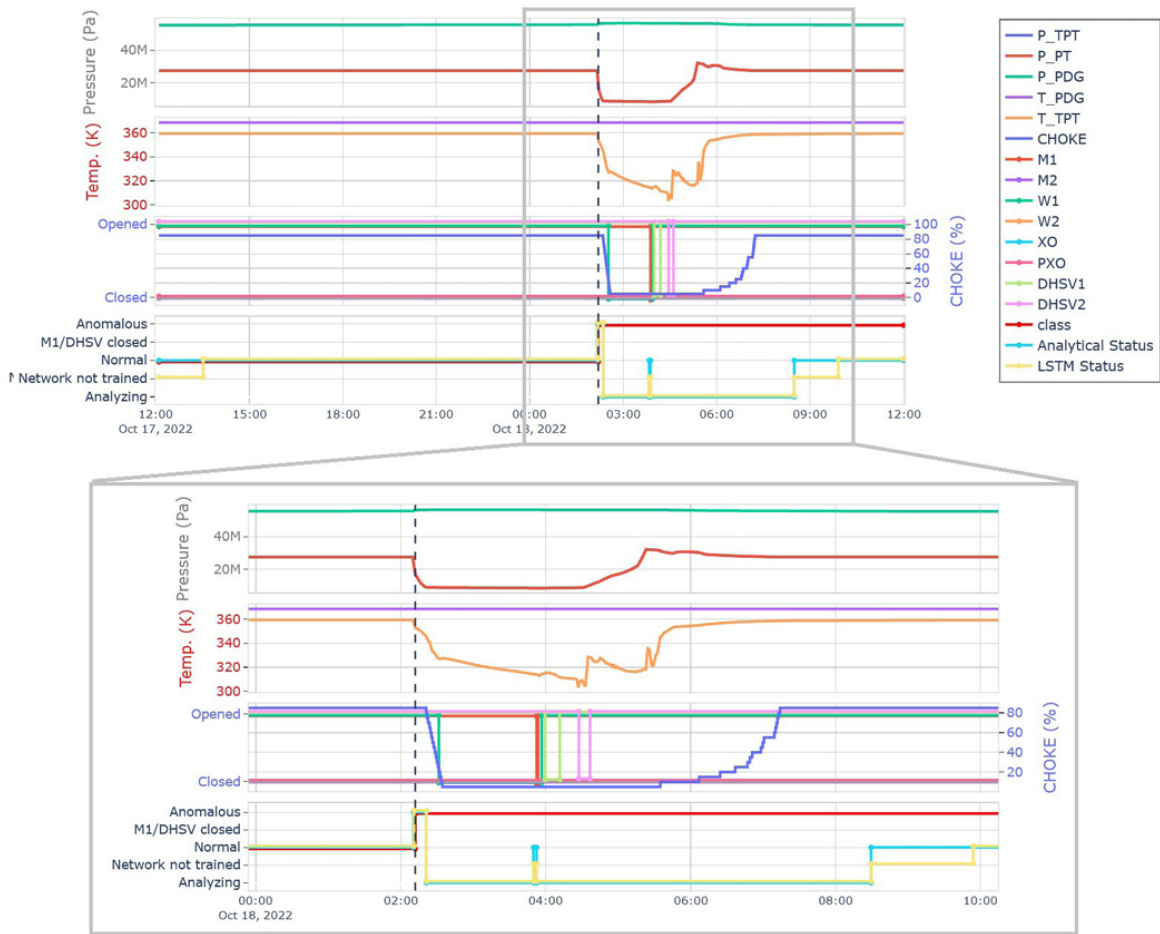 Pressure (Pa)
40M
20M
Temp. (K)
360
340
320
300
Opened
Closed
100
80
60
40
20
0
CHOKE (%)
Anomalous
M1/DHSV closed
Normal
Network not trained
Analyzing
12:00
15:00
18:00
21:00
00:00
03:00
06:00
09:00
12:00
Oct 17, 2022
, 2022
P_TPT
P_PT
P_PDG
T_PDG
T_TPT
CHOKE
M1
M2
W1
W2
XO
PXO
DHSV1
DHSV2
class
Analytical Status
LSTM Status
Pressure (Pa)
40M
20M
Temp. (K)
360
340
320
300
Opened
Closed
80
60
40
20
CHOKE (%)
Anomalous
M1/DHSV closed
Normal
Network not trained
Analyzing
00:00
02:00
04:00
06:00
08:00
10:00
Oct 18, 2022